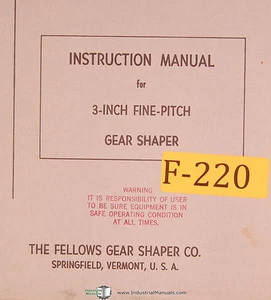 INSTRUCTION MANUAL
for
3-INCH FINE-PITCH
GEAR SHAPER
F-220
WARNING
IT IS RESPONSIBILITY OF USER
TO BE SURE EQUIPMENT IS IN
SAFE OPERATING CONDITION
AT ALL TIMES.
THE FELLOWS GEAR SHAPER CO.
SPRINGFIELD, VERMONT, U. S. A.
www.IndustrialManuals.com